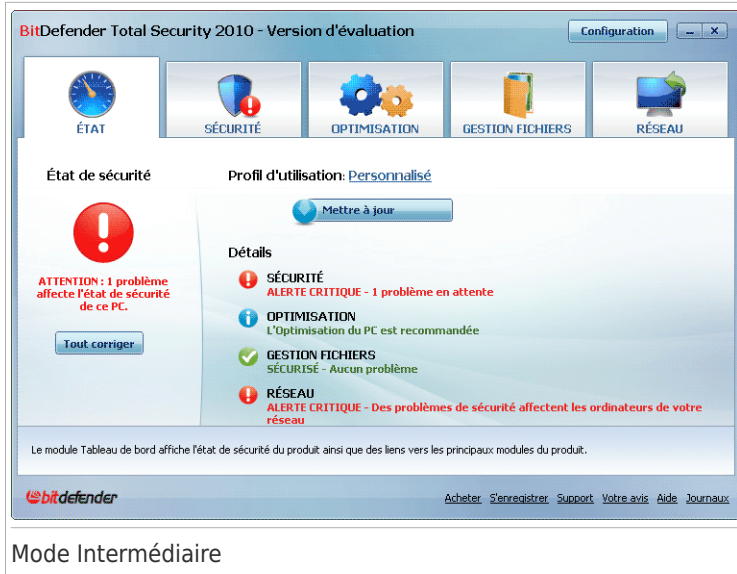 BitDefender Total Security 2010 - Version d'évaluation
Configuration
ÉTAT
SÉCURITÉ
OPTIMISATION
GESTION FICHIERS
RÉSEAU
État de sécurité
ATTENTION : 1 problème
affecte l'état de sécurité
de ce PC.
Tout corriger
Profil d'utilisation: Personnalisé
Mettre à jour
Détails
SÉCURITÉ
ALERTE CRITIQUE - 1 problème en attente
OPTIMISATION
L'Optimisation du PC est recommandée
GESTION FICHIERS
SÉCURISÉ - Aucun problème
RÉSEAU
ALERTE CRITIQUE - Des problèmes de sécurité affectent les ordinateurs de votre
réseau
Le module Tableau de bord affiche l'état de sécurité du produit ainsi que des liens vers les principaux modules du produit.
bitdefender
Acheter S'enregistrer Support Votre avis Aide Journaux
Mode Intermédiaire